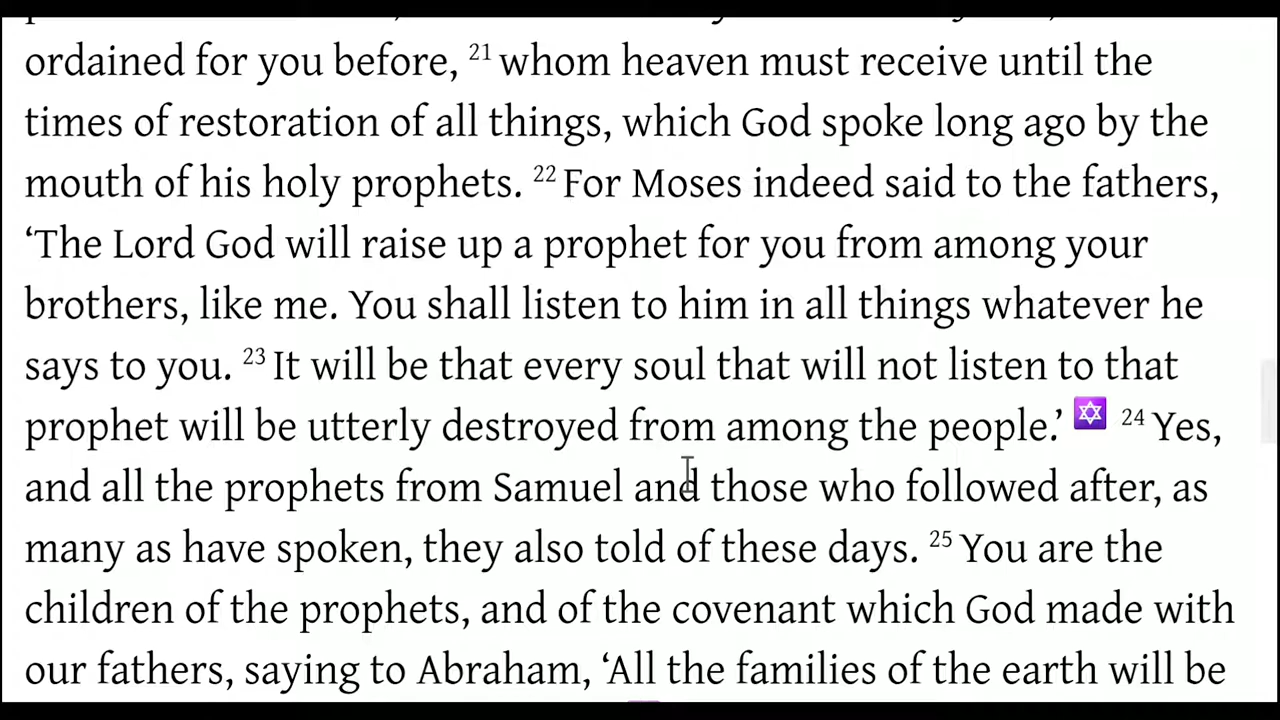 ordained for you before, 21 whom heaven must receive until the
times of restoration of all things, which God spoke long ago by the
mouth of his holy prophets. 22 For Moses indeed said to the fathers,
‘The Lord God will raise up a prophet for you from among your
brothers, like me. You shall listen to him in all things whatever he
says to you. 23 It will be that every soul that will not listen to that
prophet will be utterly destroyed from among the people.’ 🔯 24 Yes,
and all the prophets from Samuel and those who followed after, as
many as have spoken, they also told of these days. 25 You are the
children of the prophets, and of the covenant which God made with
our fathers, saying to Abraham, ‘All the families of the earth will be